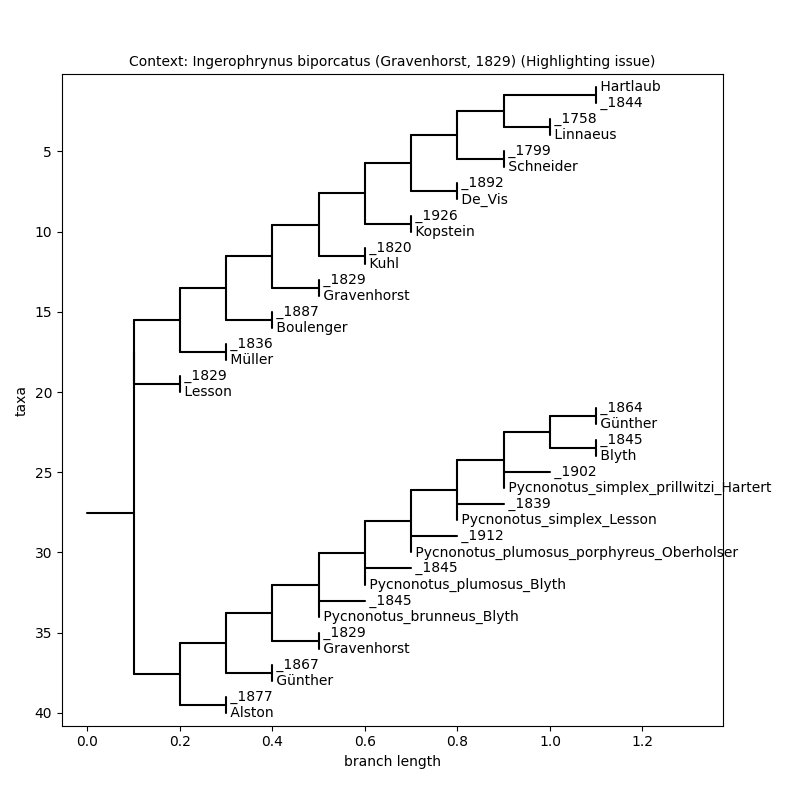 Context: Ingerophrynus biporcatus (Gravenhorst, 1829) (Highlighting issue)
Hartlaub
_1844
_1758
Linnaeus
_1799
Schneider
_1892
De_Vis
_1926
Kopstein
_1820
Kuhl
_1829
Gravenhorst
_1887
Boulenger
_1836
Müller
_1829
Lesson
_1864
Günther
_1845
Blyth
_1902
Pycnonotus_simplex_prillwitzi_Hartert
_1839
Pycnonotus_simplex_Lesson
_1912
Pycnonotus_plumosus_porphyreus_Oberholser
_1845
Pycnonotus_plumosus_Blyth
_1845
Pycnonotus_brunneus_Blyth
_1829
Gravenhorst
_1867
Günther
_1877
Alston
5
10
15
20
25
30
35
40
taxa
0.0 0.2 0.4 0.6 0.8 1.0 1.2
branch length